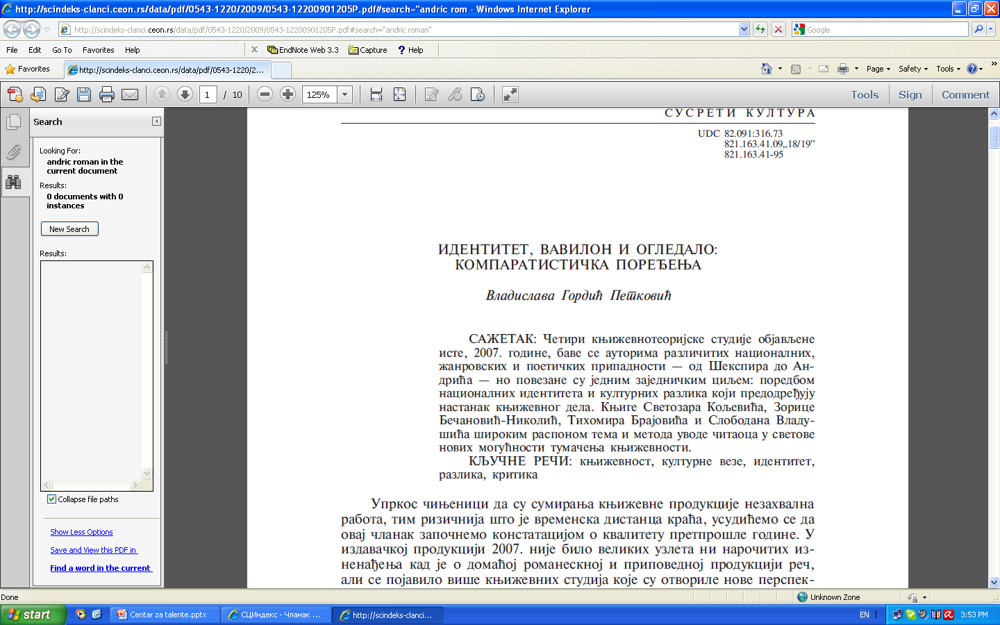 http://scindeks-clanci.ceon.rs/data/pdf/0543-1220/2009/0543-12200901205P.pdf#search="andric rom - Windows Internet Explorer
http://scindeks-clanci.ceon.rs/data/pdf/0543-1220/2009/0543-12200901205P.pdf#search="andric roman"
Google
File Edit Go To Favorites Help
X EndNote Web 3.3 Capture ? Help
Favorites
http://scindeks-clanci.ceon.rs/data/pdf/0543-1220/2...
Page Safety Tools
1 / 10
125%
Tools Sign Comment
Search
Looking For:
andric roman in the
current document
Results:
0 documents with 0
instances
New Search
Results:
Collapse file paths
Show Less Options
Save and View this PDF in
Find a word in the current
СУСРЕТИ КУЛТУРА
UDC 82.091:316.73
821.163.41.09„18/19”
821.163.41-95
ИДЕНТИТЕТ, ВАВИЛОН И ОГЛЕДАЛО:
КОМПАРАТИСТИЧКА ПОРЕЂЕЊА
Владислава Гордић Петковић
САЖЕТАК: Четири књижевнотеоријске студије објављене
исте, 2007. године, баве се ауторима различитих националних,
жанровских и поетичких припадности — од Шекспира до Ан-
дрића — но повезане су једним заједничким циљем: поредбом
националних идентитета и културних разлика који предодређују
настанак књижевног дела. Књиге Светозара Кољевића, Зорице
Бечановић-Николић, Тихомира Брајовића и Слободана Владу-
шића широким распоном тема и метода уводе читаоца у светове
нових могућности тумачења књижевности.
КЉУЧНЕ РЕЧИ: књижевност, културне везе, идентитет,
разлика, критика
Упркос чињеници да су сумирања књижевне продукције незахвална
работа, тим ризичнија што је временска дистанца краћа, усудићемо се да
овај чланак започнемо констатацијом о квалитету претпрошле године. У
издавачкој продукцији 2007. није било великих узлета ни нарочитих из-
ненађења кад је о домаћој романескној и приповедној продукцији реч,
али се појавило више књижевних студија које су отвориле нове перспек-
Done
Unknown Zone
start
Centar za talente.pptx
СЦИндекс - Чланак ...
http://scindeks-clanci...
EN
3:53 PM